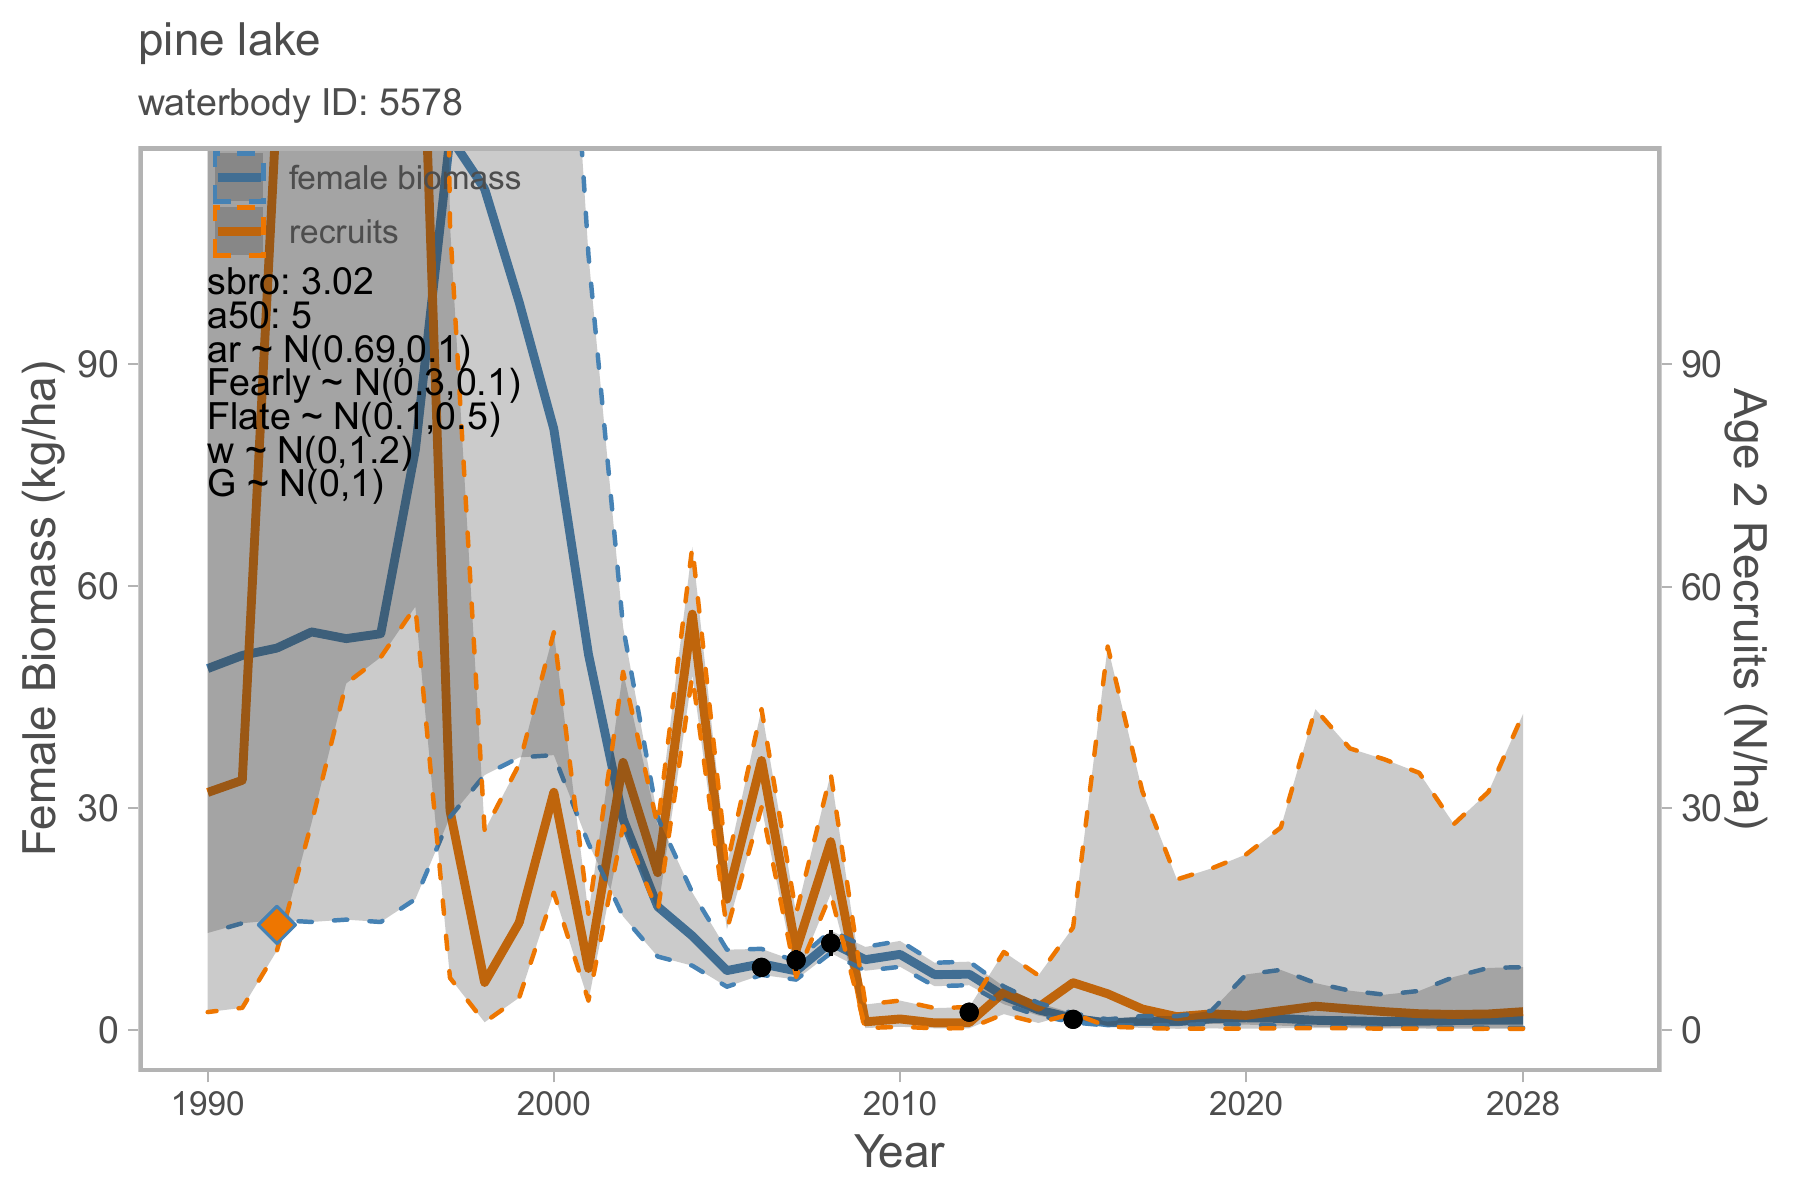 pine lake
waterbody ID: 5578
female biomass
recruits
sbro: 3.02
a50: 5
ar ~ N(0.69,0.1)
Fearly ~ N(0.3,0.1)
Flate ~ N(0.1,0.5)
w ~ N(0,1.2)
G ~ N(0,1)
Female Biomass (kg/ha)
90
60
30
0
90
60
30
0
Age 2 Recruits (N/ha)
1990 2000 2010 2020 2028
Year